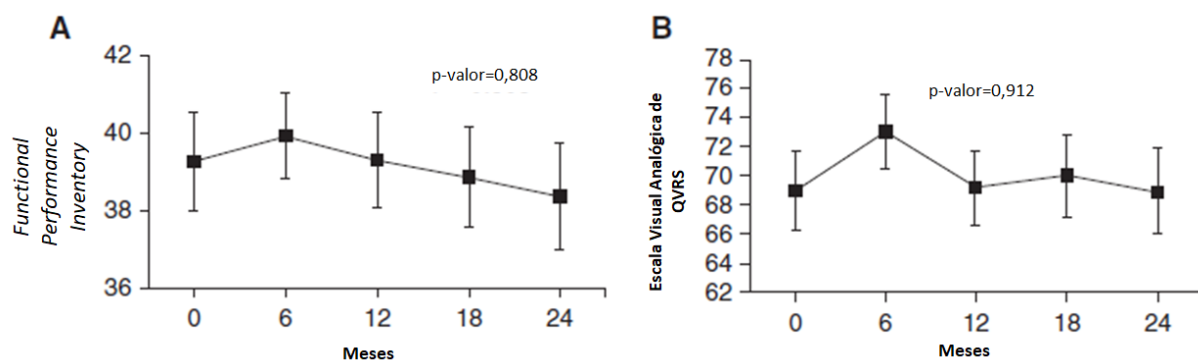 A
Functional
Performance
Inventory
42
40
38
36
p-valor=0,808
0 6 12 18 24
Meses
B
Escala Visual Analógica de
QVRS
78
76
74
72
70
68
66
64
62
p-valor=0,912
0 6 12 18 24
Meses